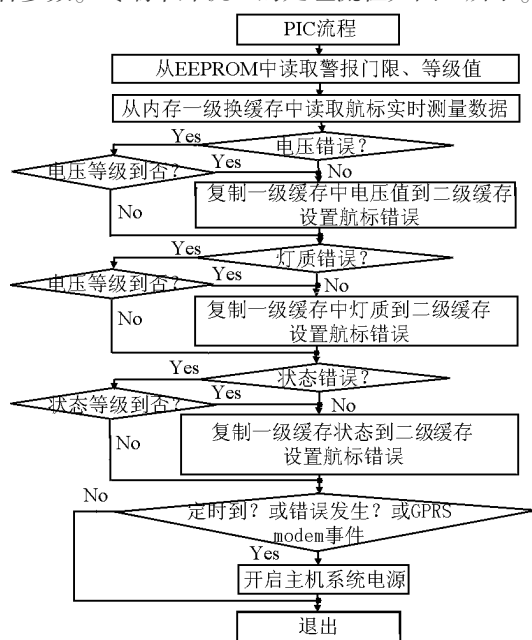 PIC流程
从EEPROM中读取警报门限、等级值
从内存一级换缓存中读取航标实时测量数据
Yes
电压错误?
电压等级到否?
Yes
No
复制一级缓存中电压值到二级缓存
设置航标错误
No
Yes
灯质错误?
电压等级到否?
Yes
No
复制一级缓存中灯质到二级缓存
设置航标错误
No
Yes
状态错误?
状态等级到否?
Yes
No
复制一级缓存状态到二级缓存
设置航标错误
No
No
定时到?或错误发生?或GPRS
modem事件
Yes
开启主机系统电源
退出